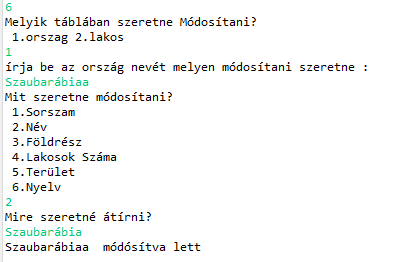 6
Melyik táblában szeretne Módosítani?
1.orszag 2.lakos
1
írja be az ország nevét melyen módosítani szeretne :
Szaubarábiaa
Mit szeretne módosítani?
1.Sorszam
2.Név
3.Földrész
4.Lakosok Száma
5.Terület
6.Nyelv
2
Mire szeretné átírni?
Szaubarábia
Szaubarábiaa  módósítva lett